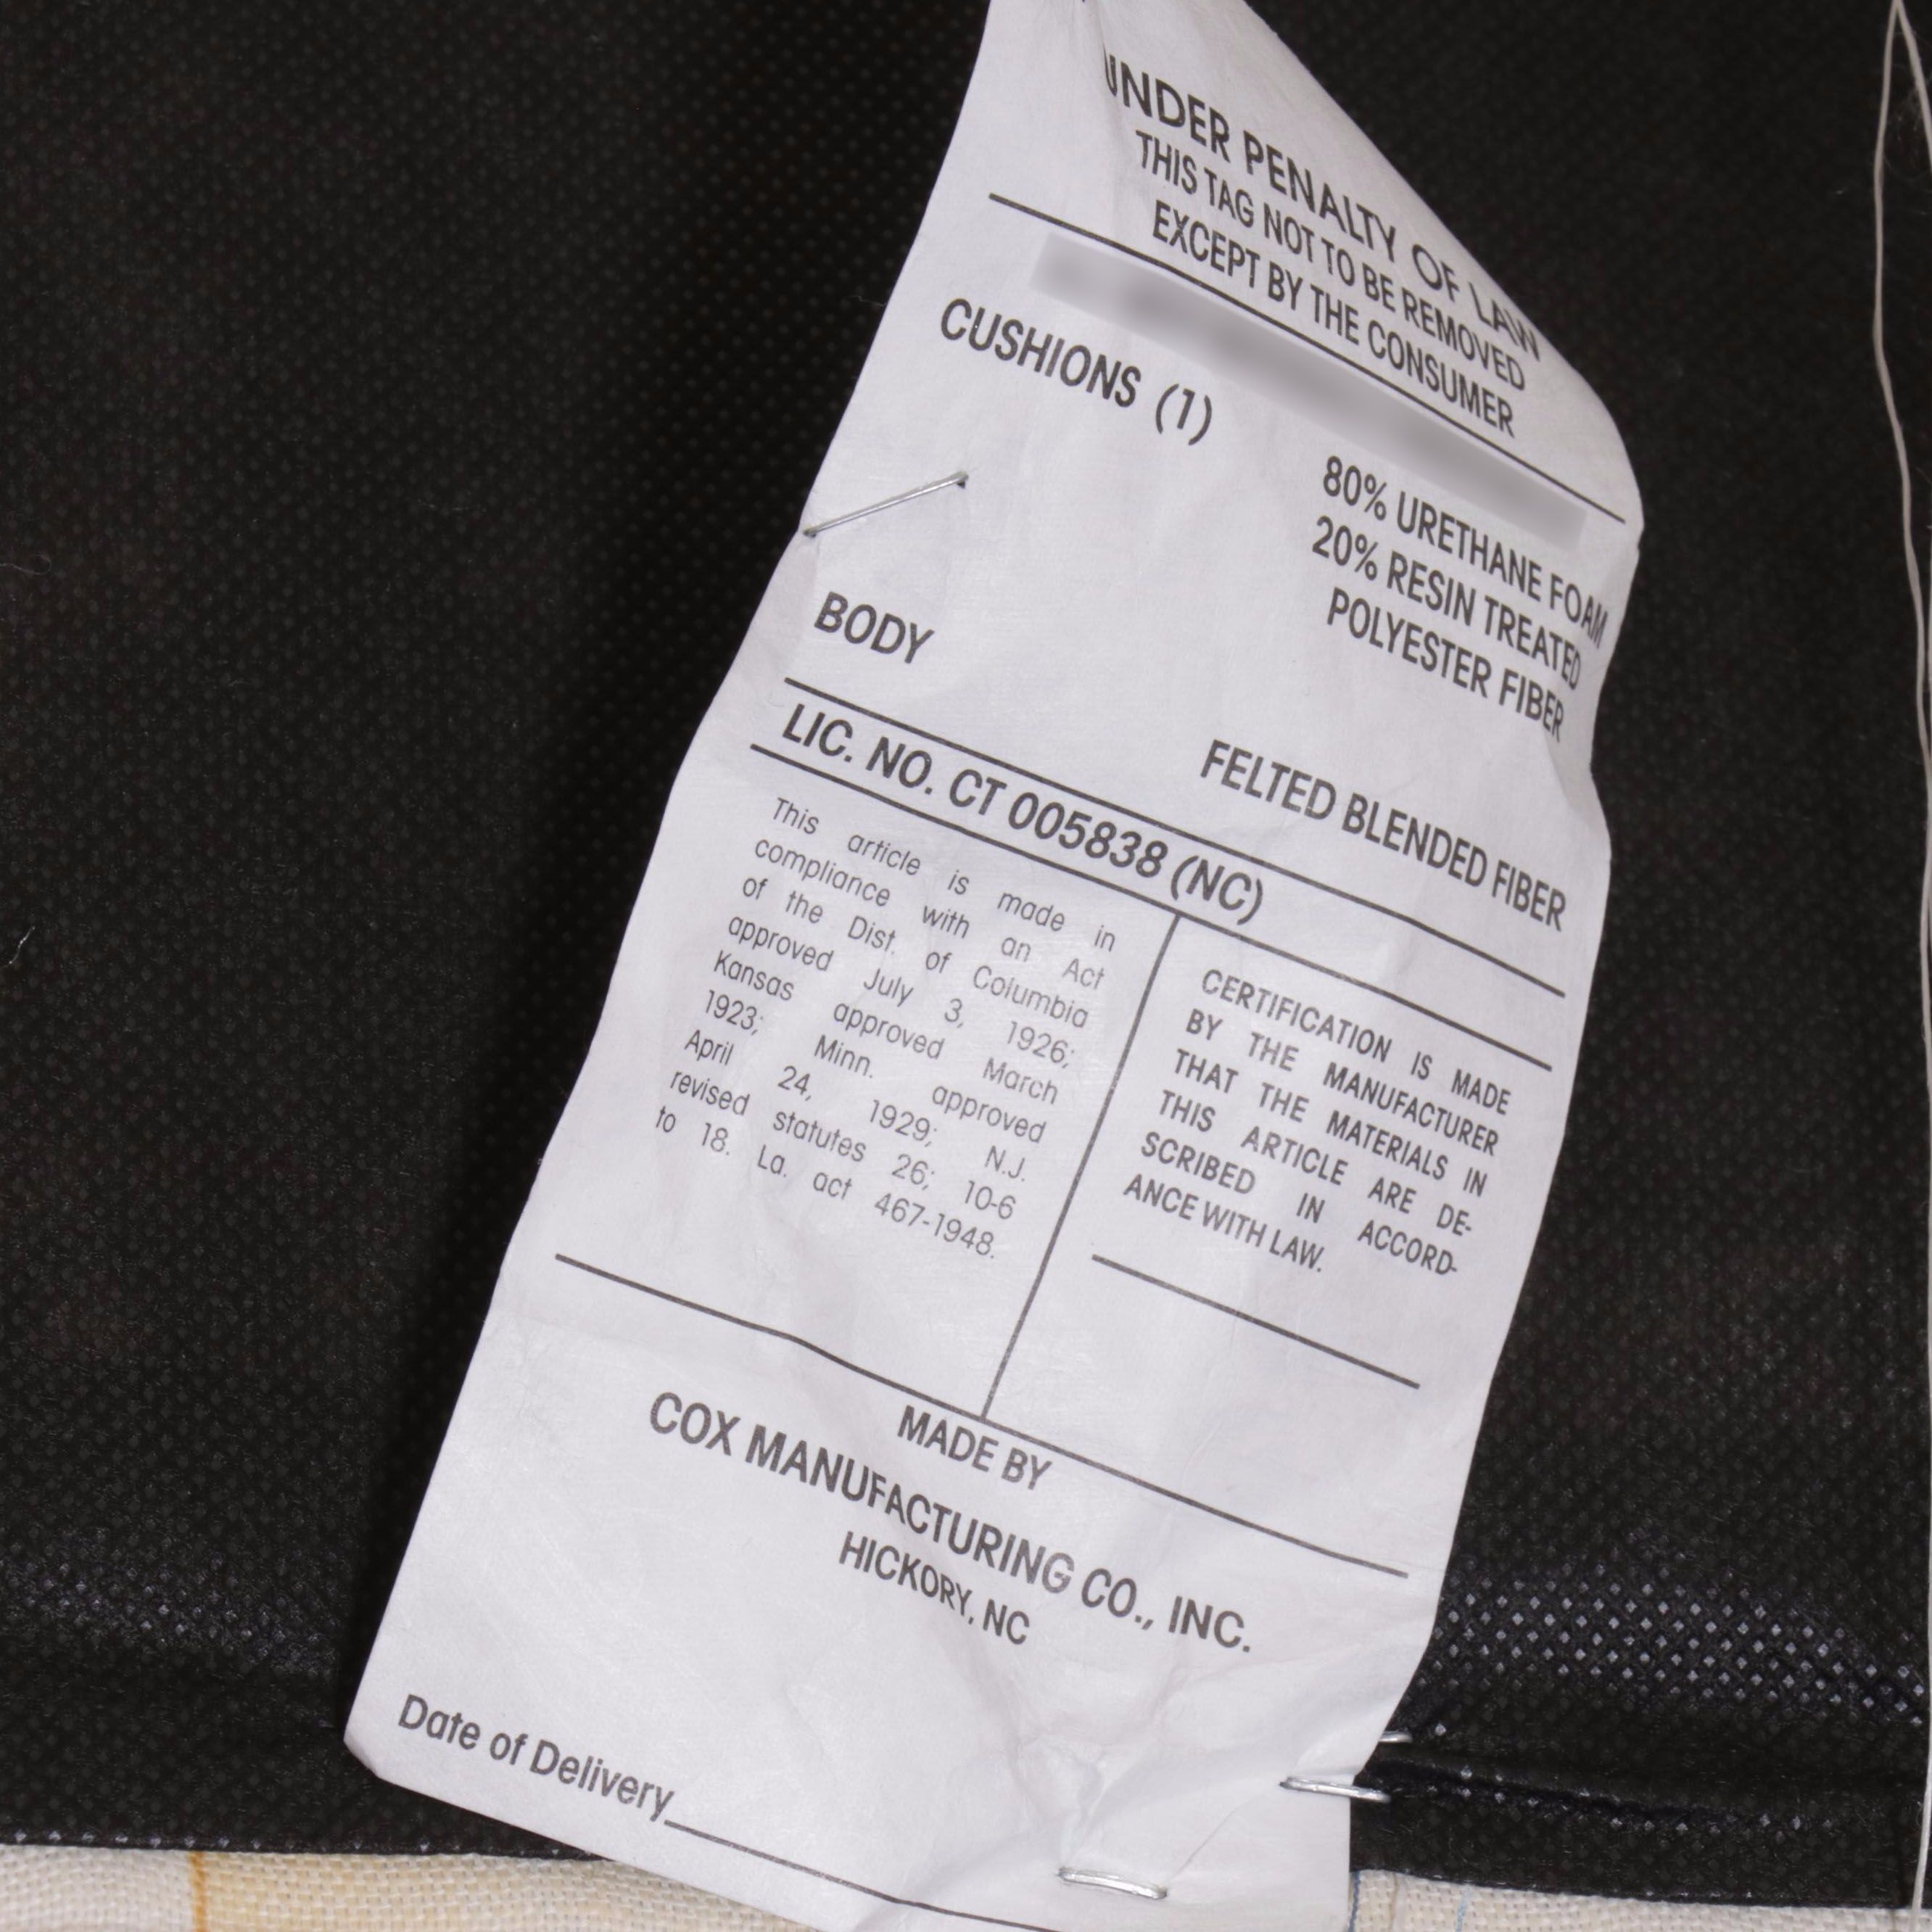 UNDER PENALTY OF LAW
THIS TAG NOT TO BE REMOVED
EXCEPT BY THE CONSUMER
CUSHIONS (1)
80% URETHANE FOAM
20% RESIN TREATED
POLYESTER FIBER
BODY
FELTED BLENDED FIBER
LIC. NO. CT 005838 (NC)
This article is made in
compliance with an Act
of the Dist. of Columbia
approved July 3, 1926;
Kansas approved March
1923; Minn. approved
April 24, 1929; N.J.
revised statutes 26; 10-6
to 18. La. act 467-1948.
CERTIFICATION IS MADE
BY THE MANUFACTURER
THAT THE MATERIALS IN
THIS ARTICLE ARE DE-
SCRIBED IN ACCORD-
ANCE WITH LAW.
MADE BY
COX MANUFACTURING CO., INC.
HICKORY, NC
Date of Delivery